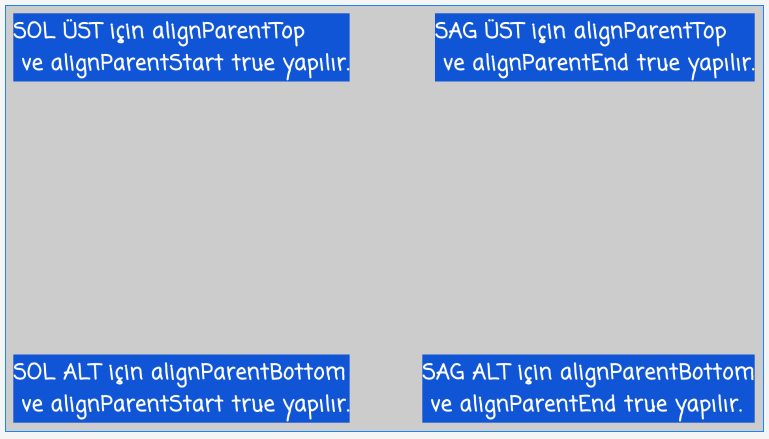 SOL ÜST için alignParentTop
ve alignParentStart true yapılır.
SAG ÜST için alignParentTop
ve alignParentEnd true yapılır.
SOL ALT için alignParentBottom
ve alignParentStart true yapılır.
SAG ALT için alignParentBottom
ve alignParentEnd true yapılır.